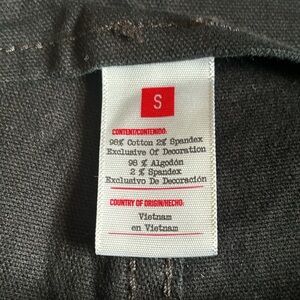 S
CONTENT/CONTENIDO:
98% Cotton 2% Spandex
Exclusive Of Decoration
98 % Algodón
2 % Spandex
Exclusivo De Decoración
COUNTRY OF ORIGIN/HECHO:
Vietnam
en Vietnam